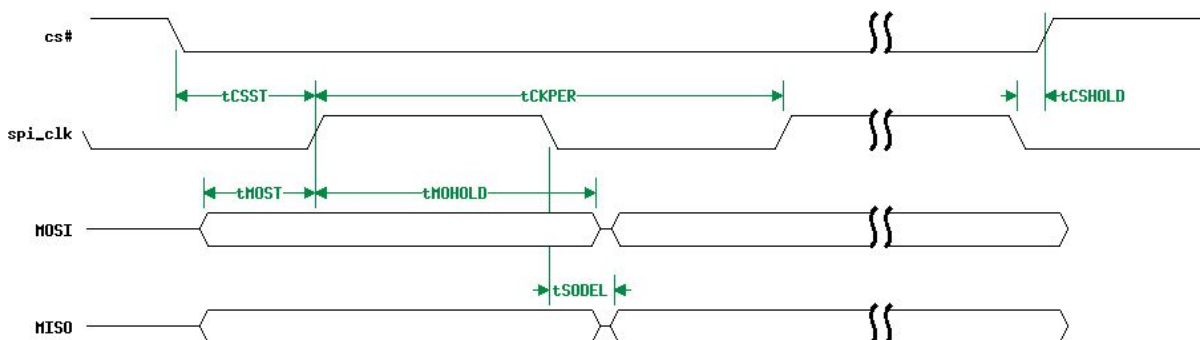 cs#
tCSST
tCKPER
tCSHOLD
spi_clk
tMOST
tMOHOLD
MOSI
tSODEL
MISO